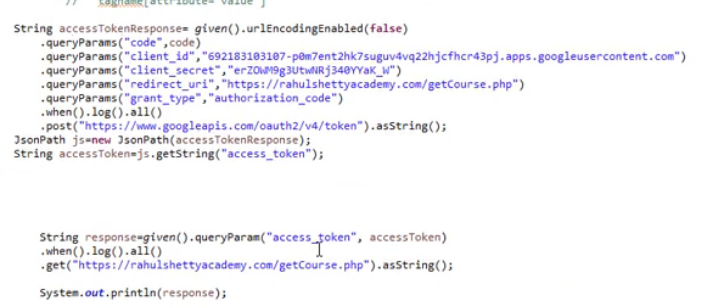 // tagname[attribute='value']
String accessTokenResponse= given().urlEncodingEnabled(false)
.queryParams("code",code)
.queryParams("client_id","692183103107-p0m7ent2hk7suguv4vq22hjcfhcr43pj.apps.googleusercontent.com")
.queryParams("client_secret","erZOWM9g3UtwNRj340YYaK_W")
.queryParams("redirect_uri","https://rahulshettyacademy.com/getCourse.php")
.queryParams("grant_type","authorization_code")
.when().log().all()
.post("https://www.googleapis.com/oauth2/v4/token").asString();
JsonPath js=new JsonPath(accessTokenResponse);
String accessToken=js.getString("access_token");
String response=given().queryParam("access_token", accessToken)
.when().log().all()
.get("https://rahulshettyacademy.com/getCourse.php").asString();
System.out.println(response);